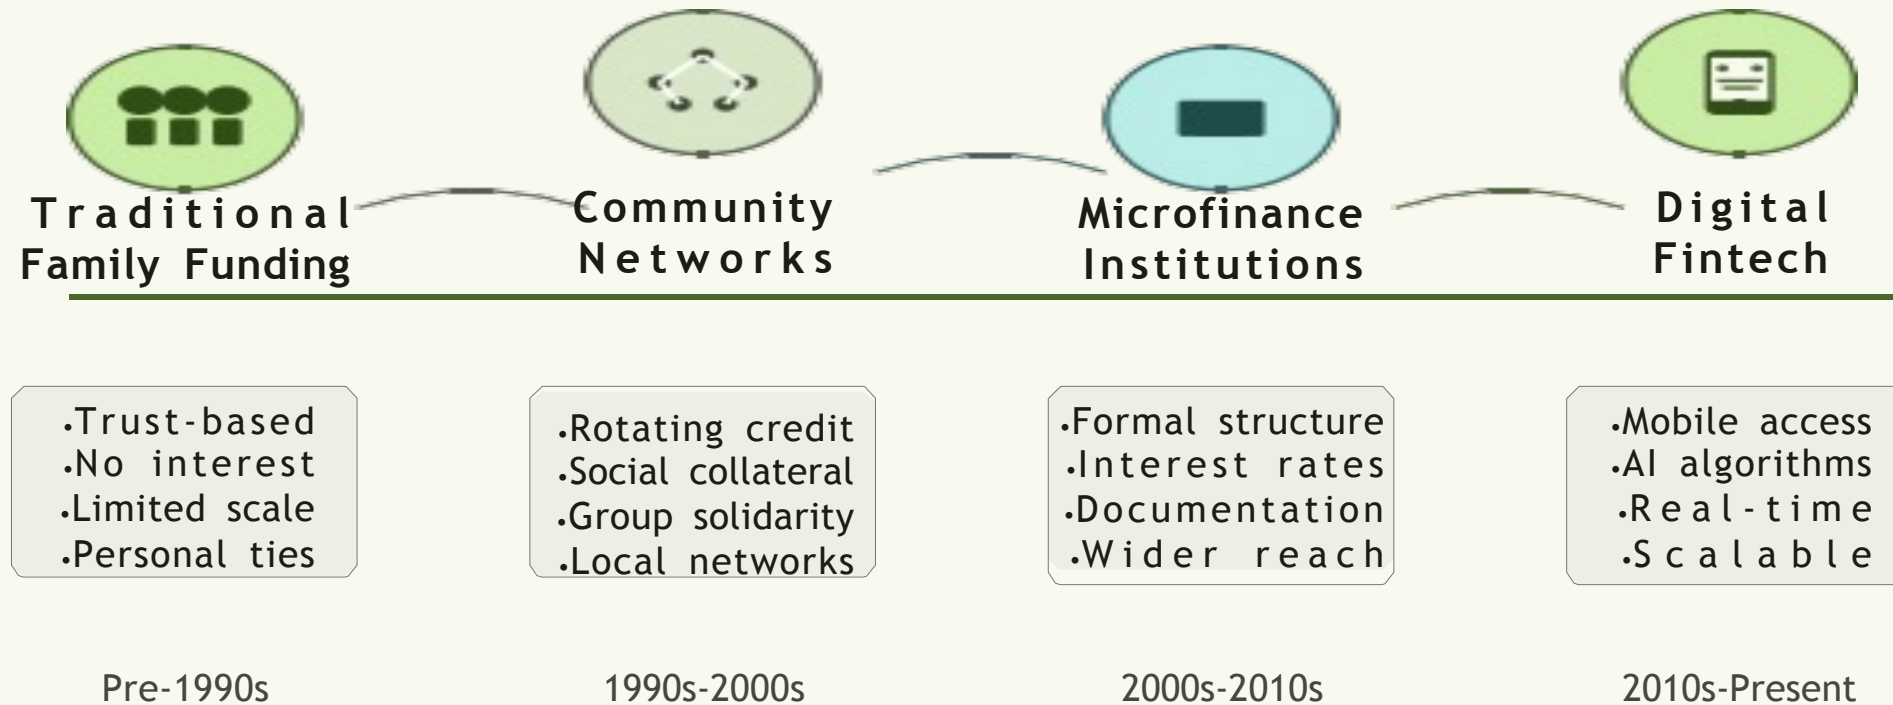 Traditional
Family Funding
Community
Networks
Microfinance
Institutions
Digital
Fintech
.Trust-based
.No interest
.Limited scale
.Personal ties
.Rotating credit
.Social collateral
.Group solidarity
.Local networks
.Formal structure
.Interest rates
.Documentation
.Wider reach
.Mobile access
.AI algorithms
.Real-time
.Scalable
Pre-1990s
1990s-2000s
2000s-2010s
2010s-Present